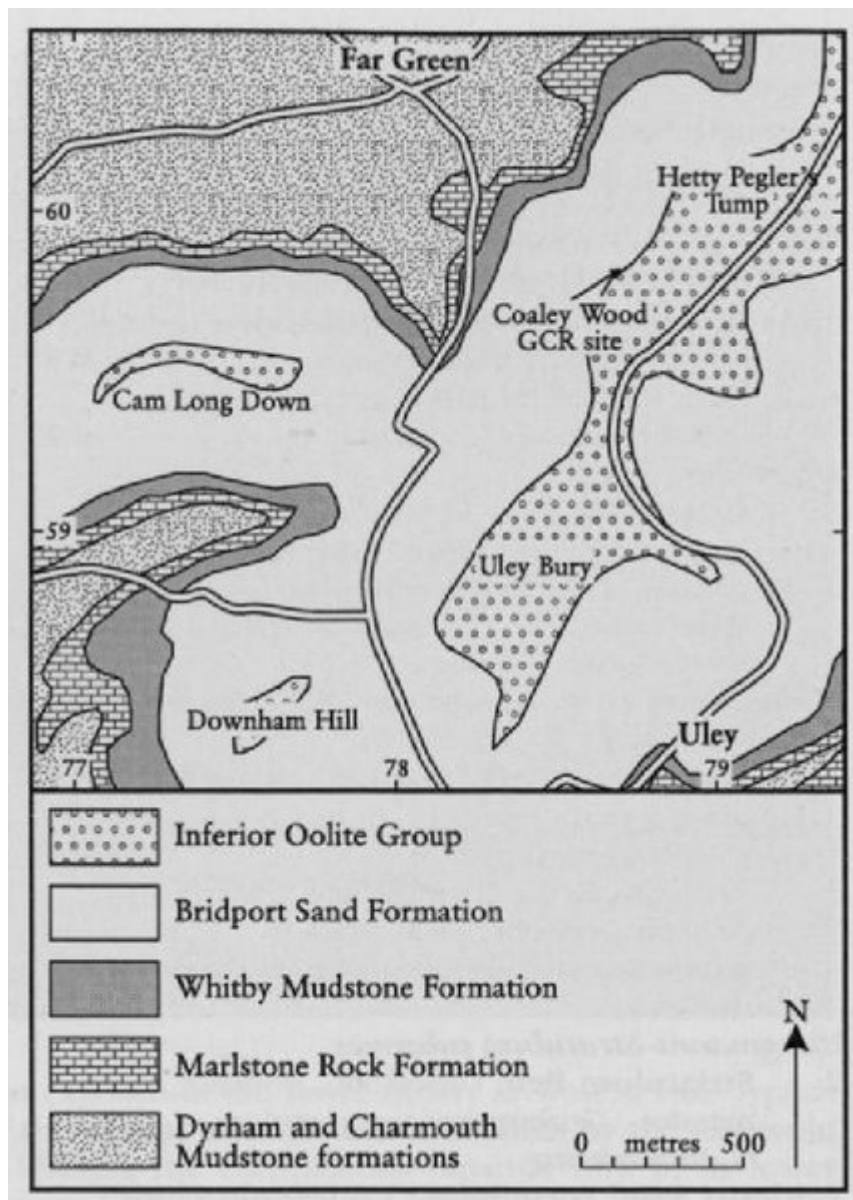 Far Green
60
Hetty Pegler's
Tump
Coaley Wood
GCR site
Cam Long Down
59
Uley Bury
Downham Hill
Uley
77
78
79
Inferior Oolite Group
Bridport Sand Formation
Whitby Mudstone Formation
Marlstone Rock Formation
Dyrham and Charmouth
Mudstone formations
N
0 metres 500